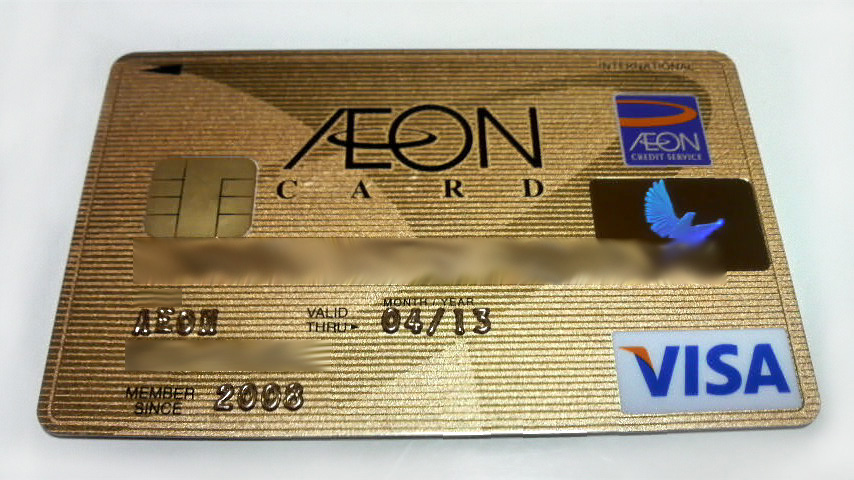 INTERNATIONAL
ÆON
CARD
ÆON
CREDIT SERVICE
MONTH/YEAR
AEON VALID THRU 04/13
MEMBER SINCE 2008
VISA